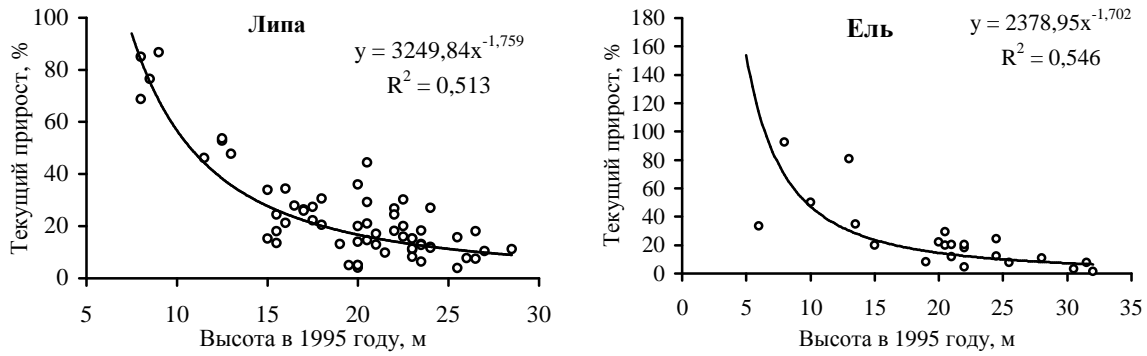 Липа
y = 3249,84x^-1,759
R² = 0,513
Текущий прирост, %
100
80
60
40
20
0
5 10 15 20 25 30
Высота в 1995 году, м
Ель
y = 2378,95x^-1,702
R² = 0,546
Текущий прирост, %
180
160
140
120
100
80
60
40
20
0
0 5 10 15 20 25 30 35
Высота в 1995 году, м